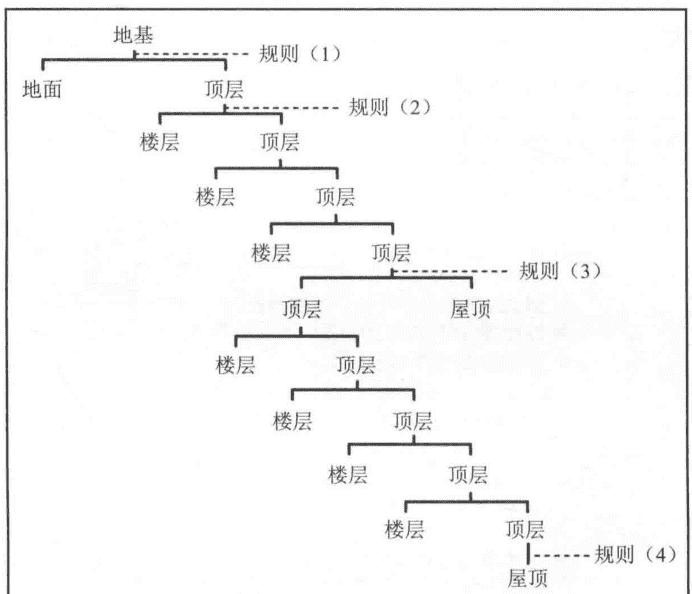 地基
规则（1）
地面 顶层
规则（2）
楼层 顶层
楼层 顶层
楼层 顶层
规则（3）
顶层 屋顶
楼层 顶层
楼层 顶层
楼层 顶层
楼层 顶层
规则（4）
屋顶